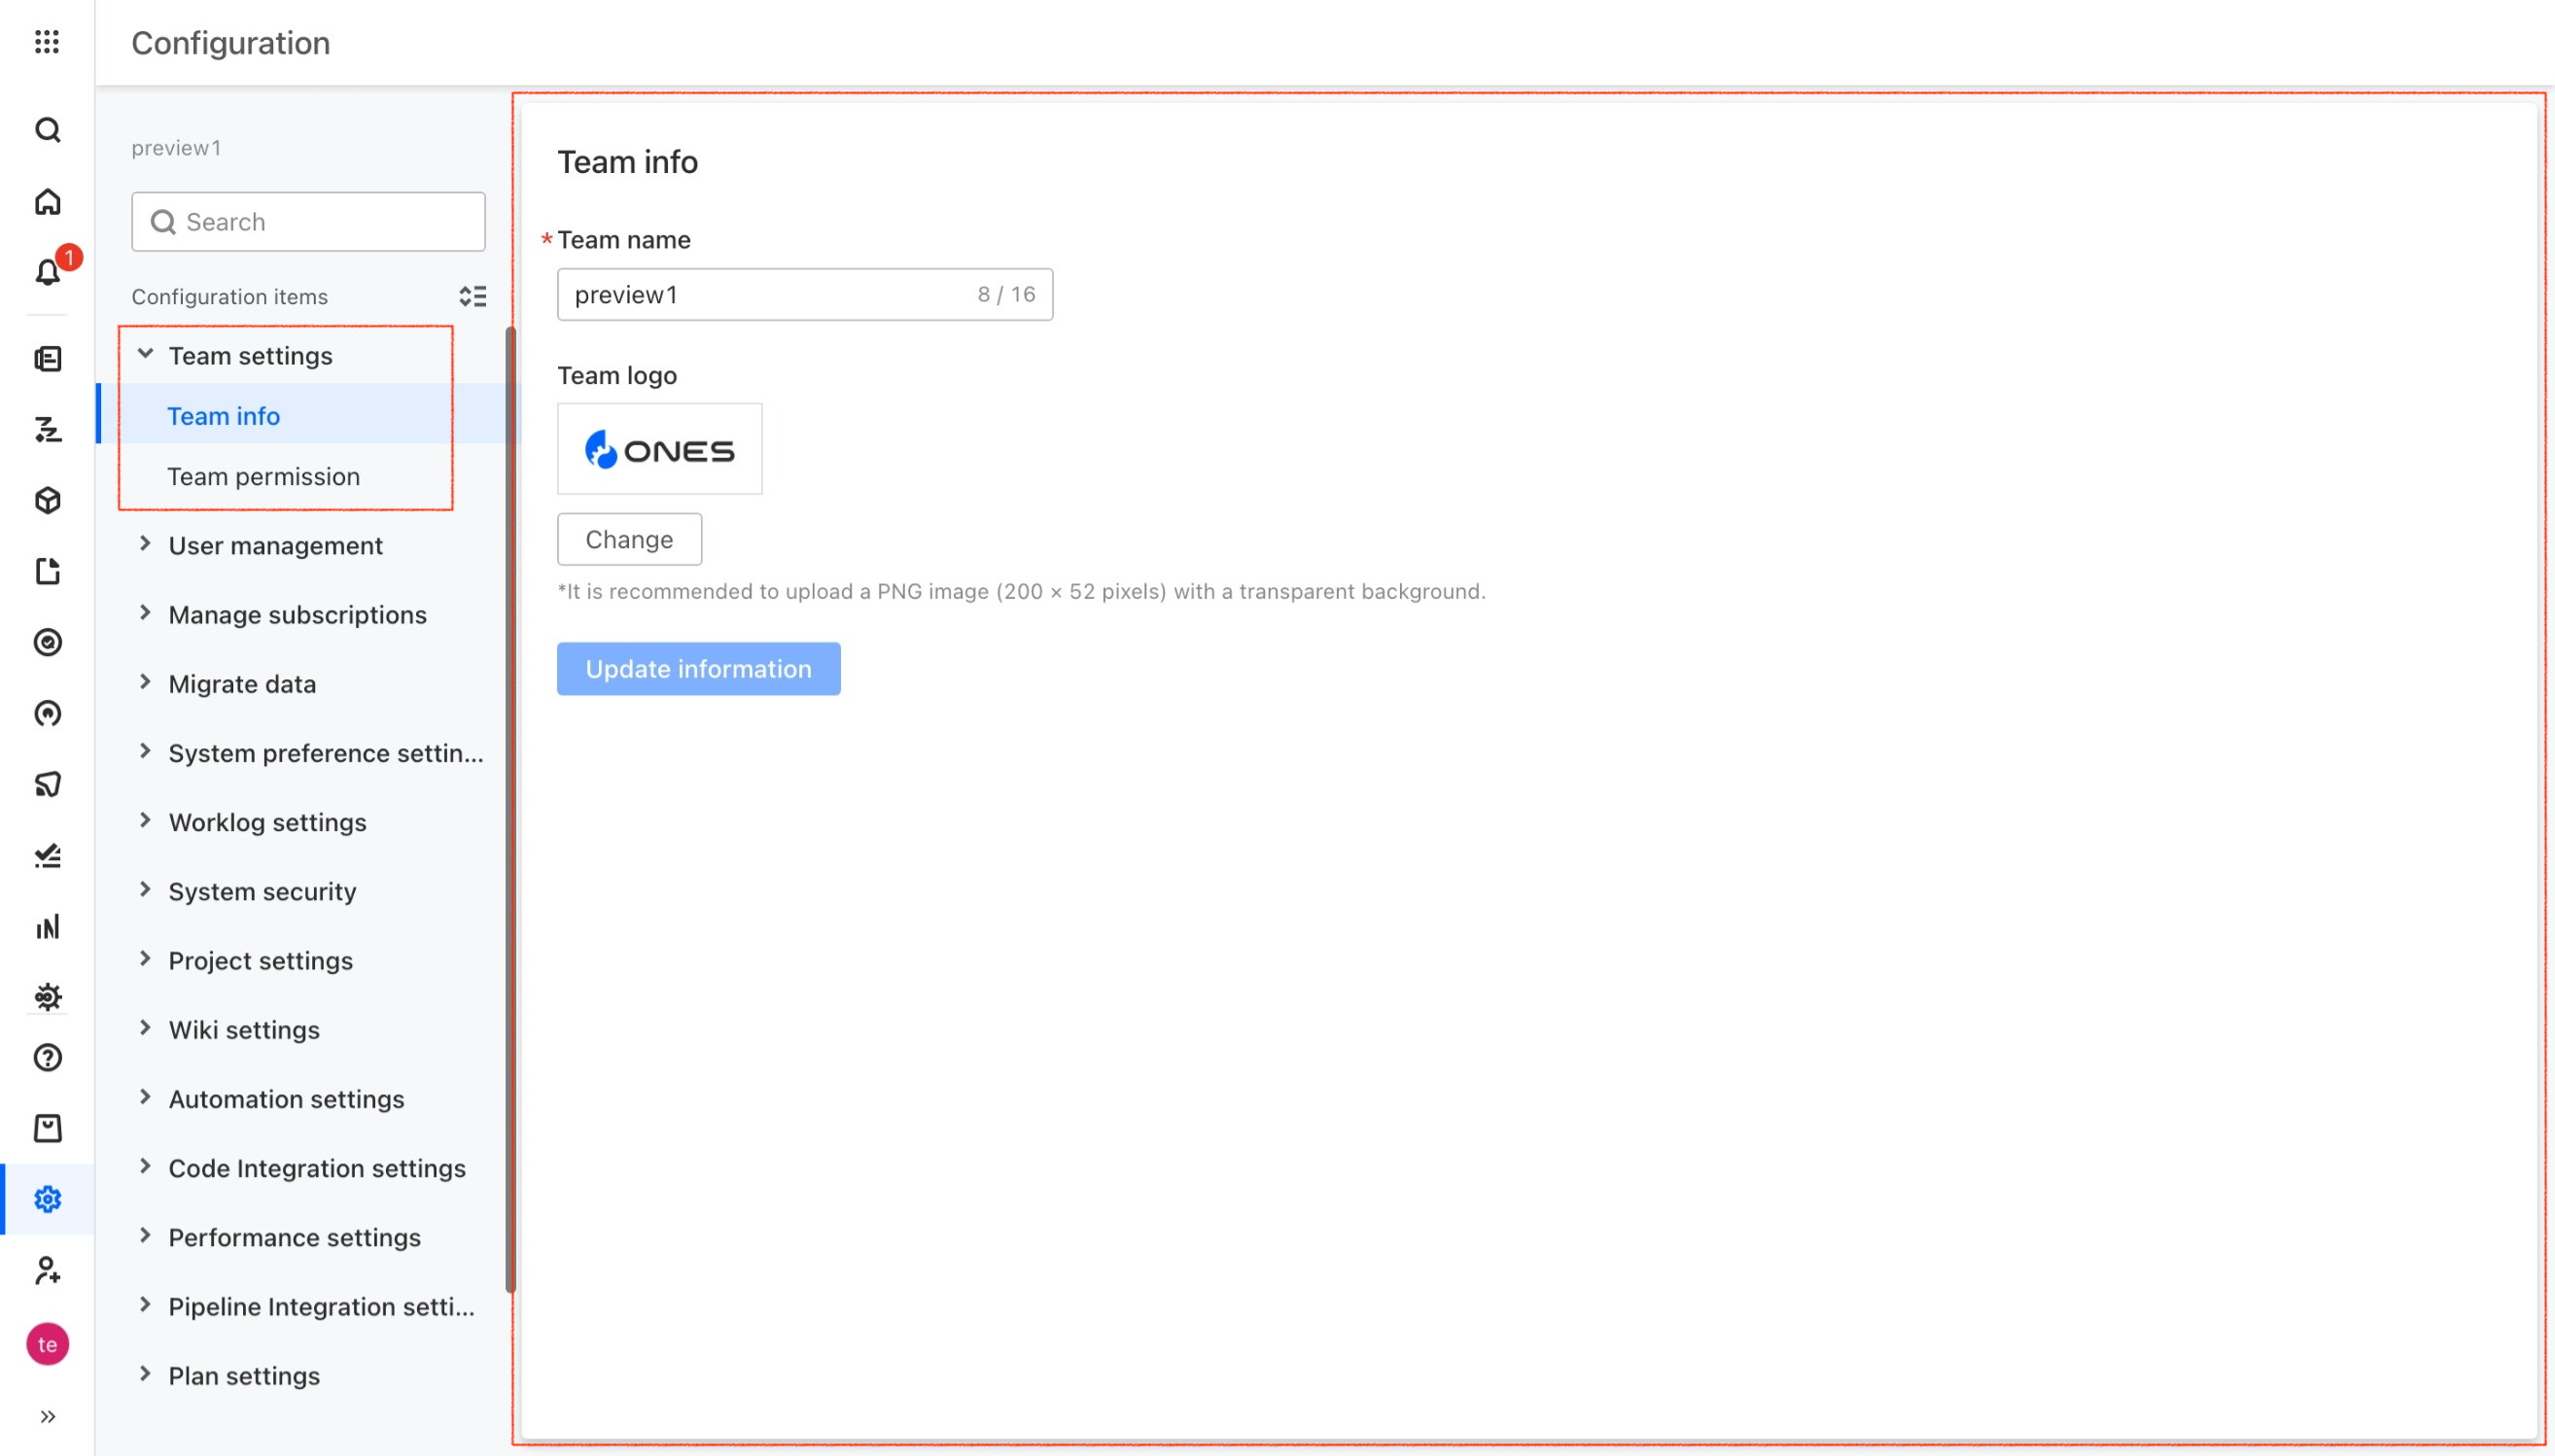 Configuration
preview1
Search
Configuration items
Team settings
Team info
Team permission
User management
Manage subscriptions
Migrate data
System preference settin...
Worklog settings
System security
Project settings
Wiki settings
Automation settings
Code Integration settings
Performance settings
Pipeline Integration setti...
Plan settings
1
te
Team info
* Team name
preview1 8 / 16
Team logo
ONES
Change
*It is recommended to upload a PNG image (200 × 52 pixels) with a transparent background.
Update information